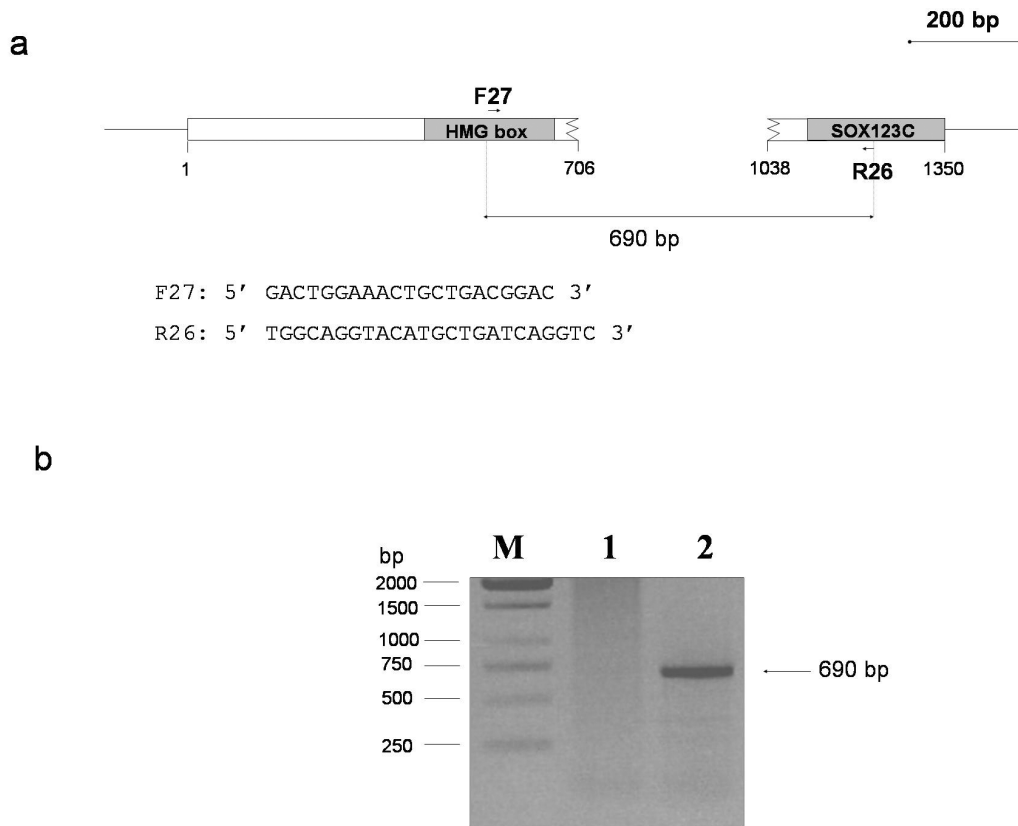 a
200 bp
F27
HMG box
SOX123C
1
706
1038
R26
1350
690 bp
F27: 5′ GACTGGAAACTGCTGACGGAC 3′
R26: 5′ TGGCAGGTACATGCTGATCAGGTC 3′
b
bp
M
1
2
2000
1500
1000
750
690 bp
500
250